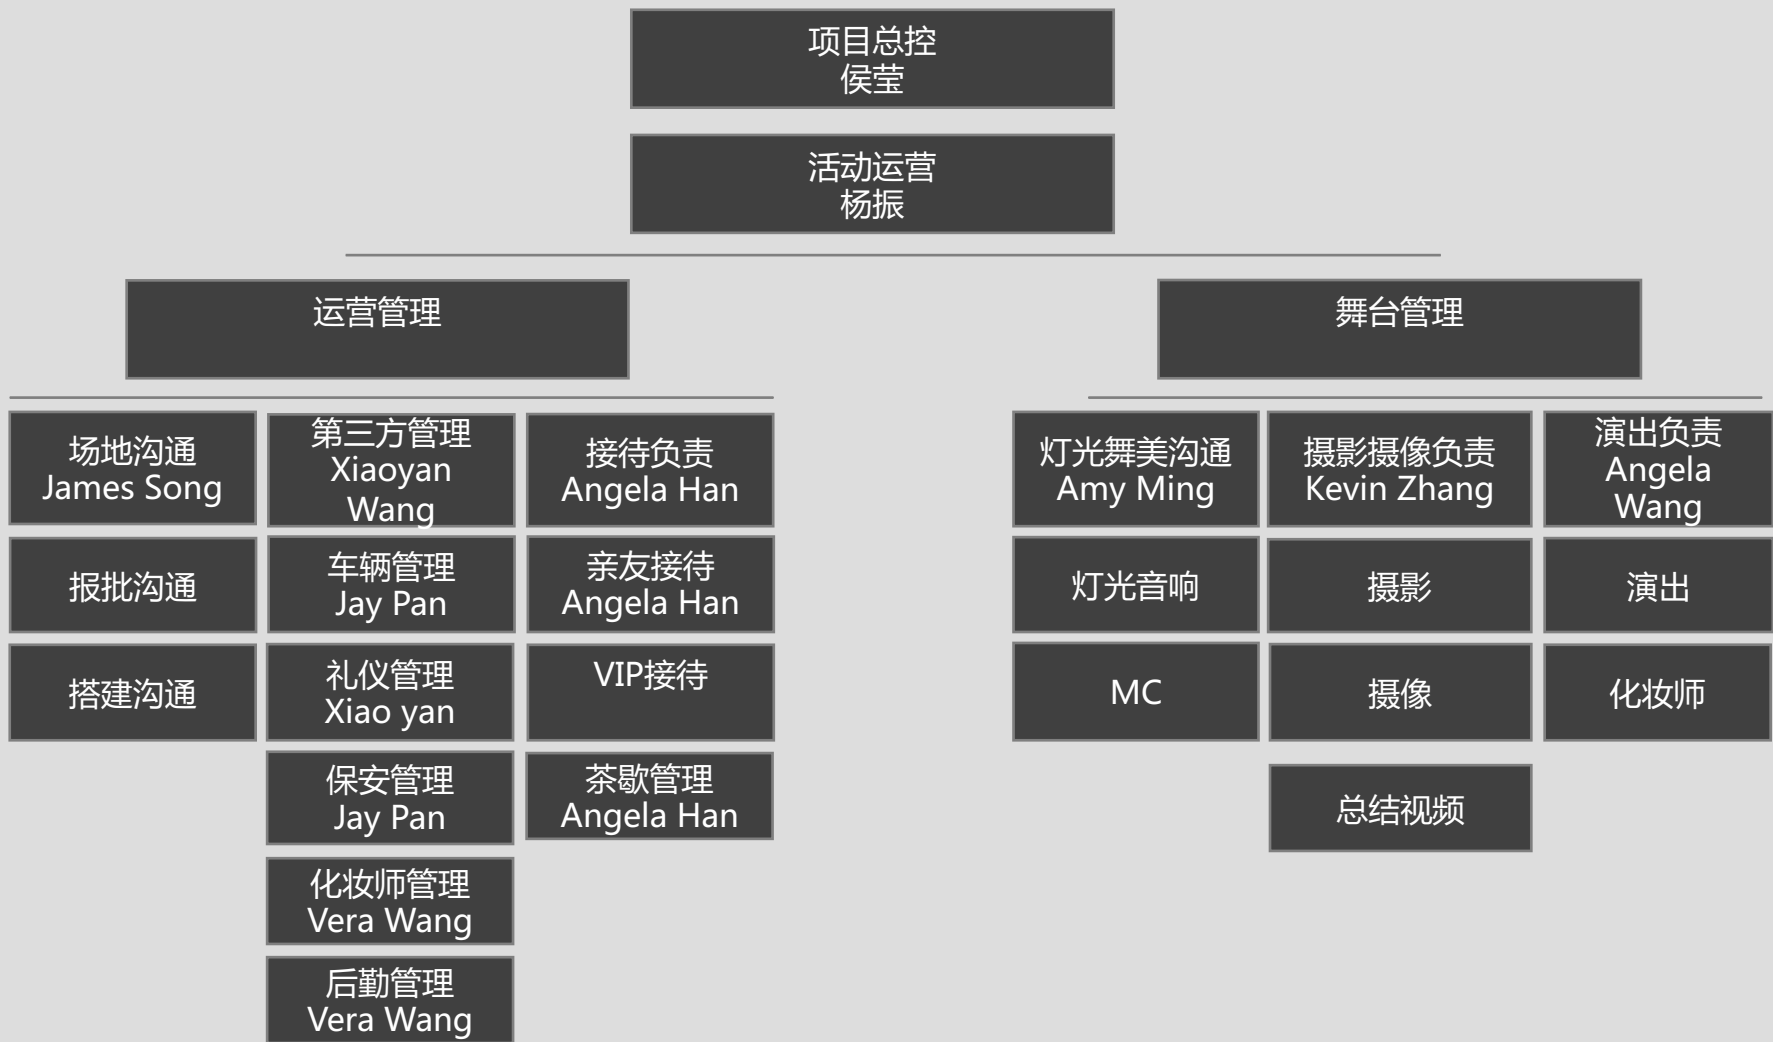 项目总控
侯莹
活动运营
杨振
运营管理
舞台管理
场地沟通
James Song
第三方管理
Xiaoyan
Wang
接待负责
Angela Han
灯光舞美沟通
Amy Ming
摄影摄像负责
Kevin Zhang
演出负责
Angela
Wang
报批沟通
车辆管理
Jay Pan
亲友接待
Angela Han
灯光音响
摄影
演出
搭建沟通
礼仪管理
Xiao yan
VIP接待
MC
摄像
化妆师
保安管理
Jay Pan
茶歇管理
Angela Han
总结视频
化妆师管理
Vera Wang
后勤管理
Vera Wang